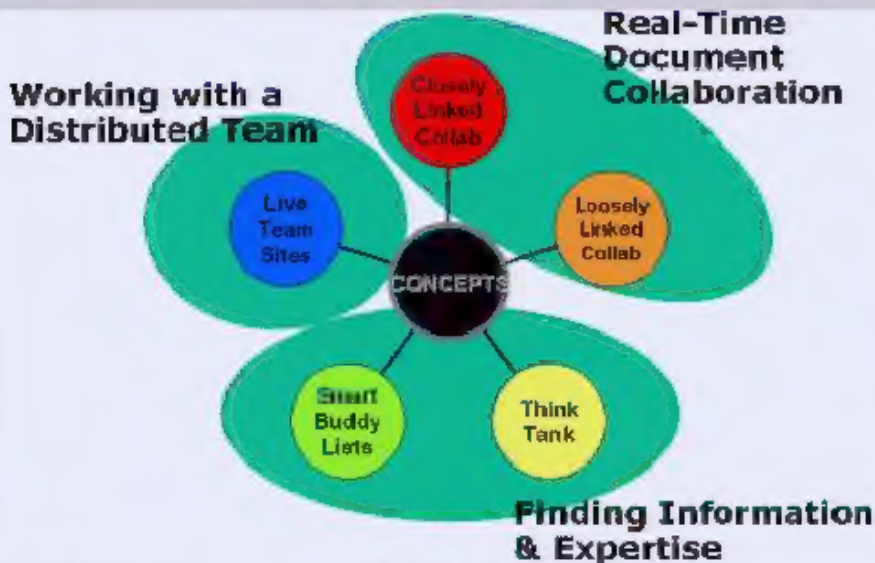 Real-Time
Document
Collaboration
Working with a
Distributed Team
Closely
Linked
Collab
Live
Team
Sites
Loosely
Linked
Collab
CONCEPTS
Smart
Buddy
Lists
Think
Tank
Finding Information
& Expertise